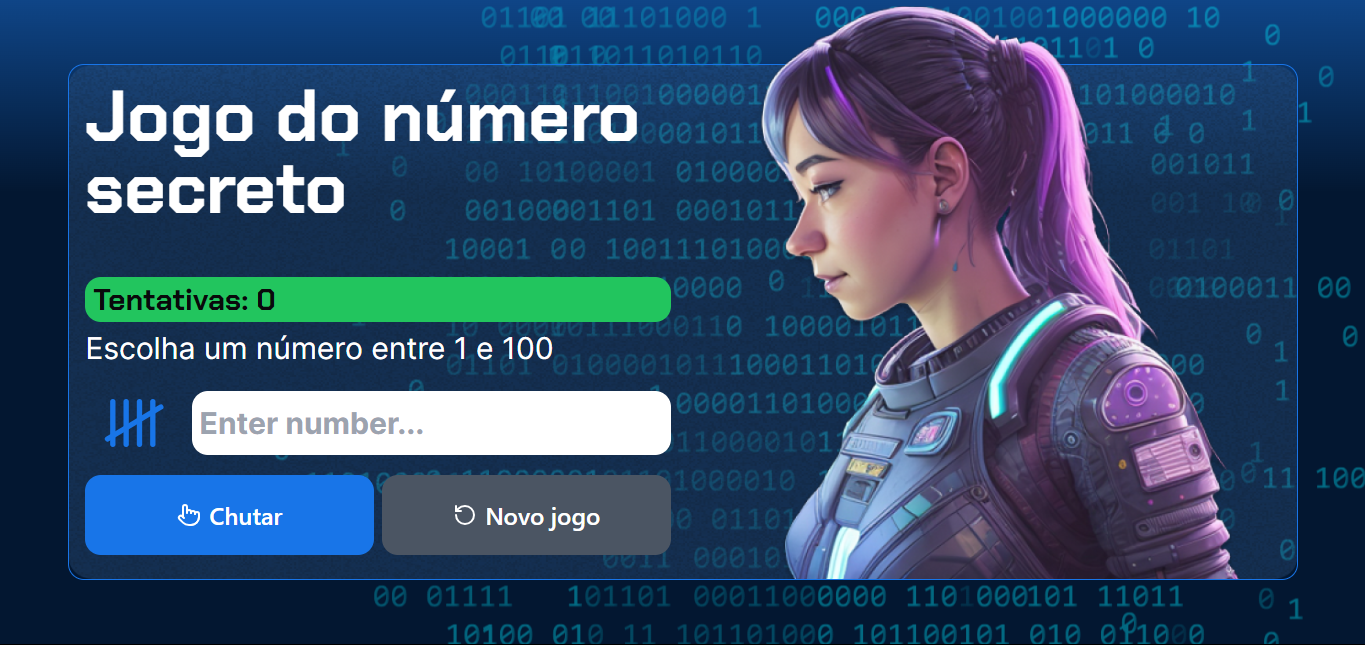 Jogo do número
secreto
Tentativas: 0
Escolha um número entre 1 e 100
Enter number...
Chutar
Novo jogo